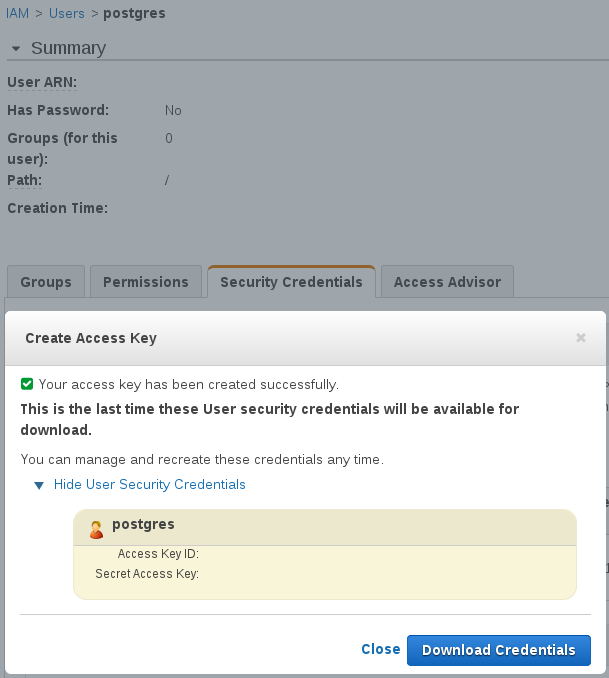 IAM > Users > postgres
Summary
User ARN:
Has Password: No
Groups (for this 0
user):
Path: /
Creation Time:
Groups Permissions Security Credentials Access Advisor
Create Access Key ×
Your access key has been created successfully.
This is the last time these User security credentials will be available for
download.
You can manage and recreate these credentials any time.
Hide User Security Credentials
postgres
Access Key ID:
Secret Access Key:
Close Download Credentials